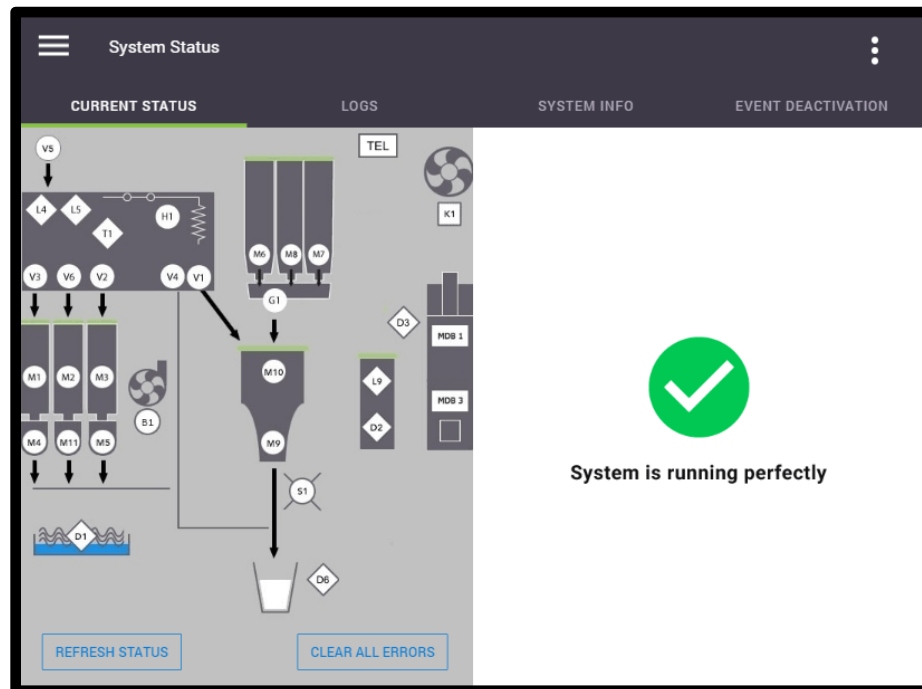 System Status
CURRENT STATUS LOGS SYSTEM INFO EVENT DEACTIVATION
V5
TEL
L4 L5
T1
H1
K1
M6 M8 M7
V3 V6 V2 V4 V1
G1
D3
MDB 1
M1 M2 M3
M10
L9
MDB 3
B1
D2
M4 M11 M5
M9
S1
D1
D6
System is running perfectly
REFRESH STATUS CLEAR ALL ERRORS